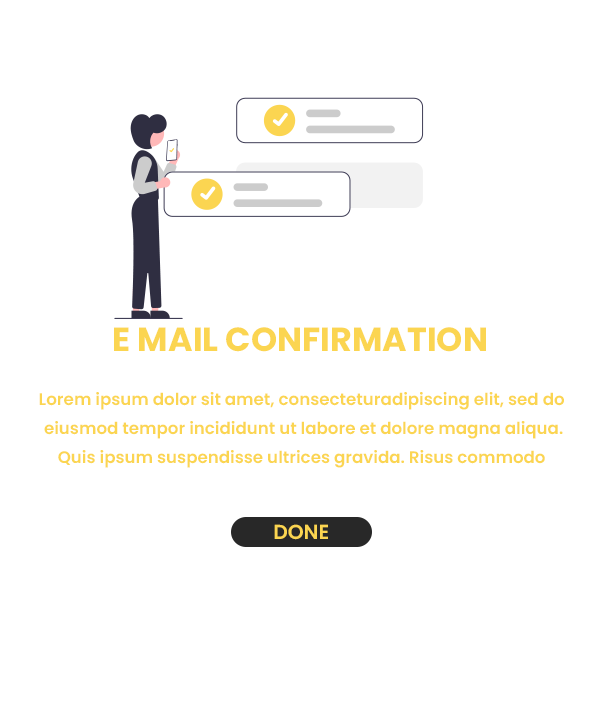 E MAIL CONFIRMATION
Lorem ipsum dolor sit amet, consecteturadipiscing elit, sed do
eiusmod tempor incididunt ut labore et dolore magna aliqua.
Quis ipsum suspendisse ultrices gravida. Risus commodo
DONE